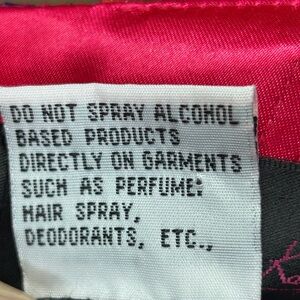 DO NOT SPRAY ALCOHOL
BASED PRODUCTS
DIRECTLY ON GARMENTS
SUCH AS PERFUME:
HAIR SPRAY,
DEODORANTS, ETC.,